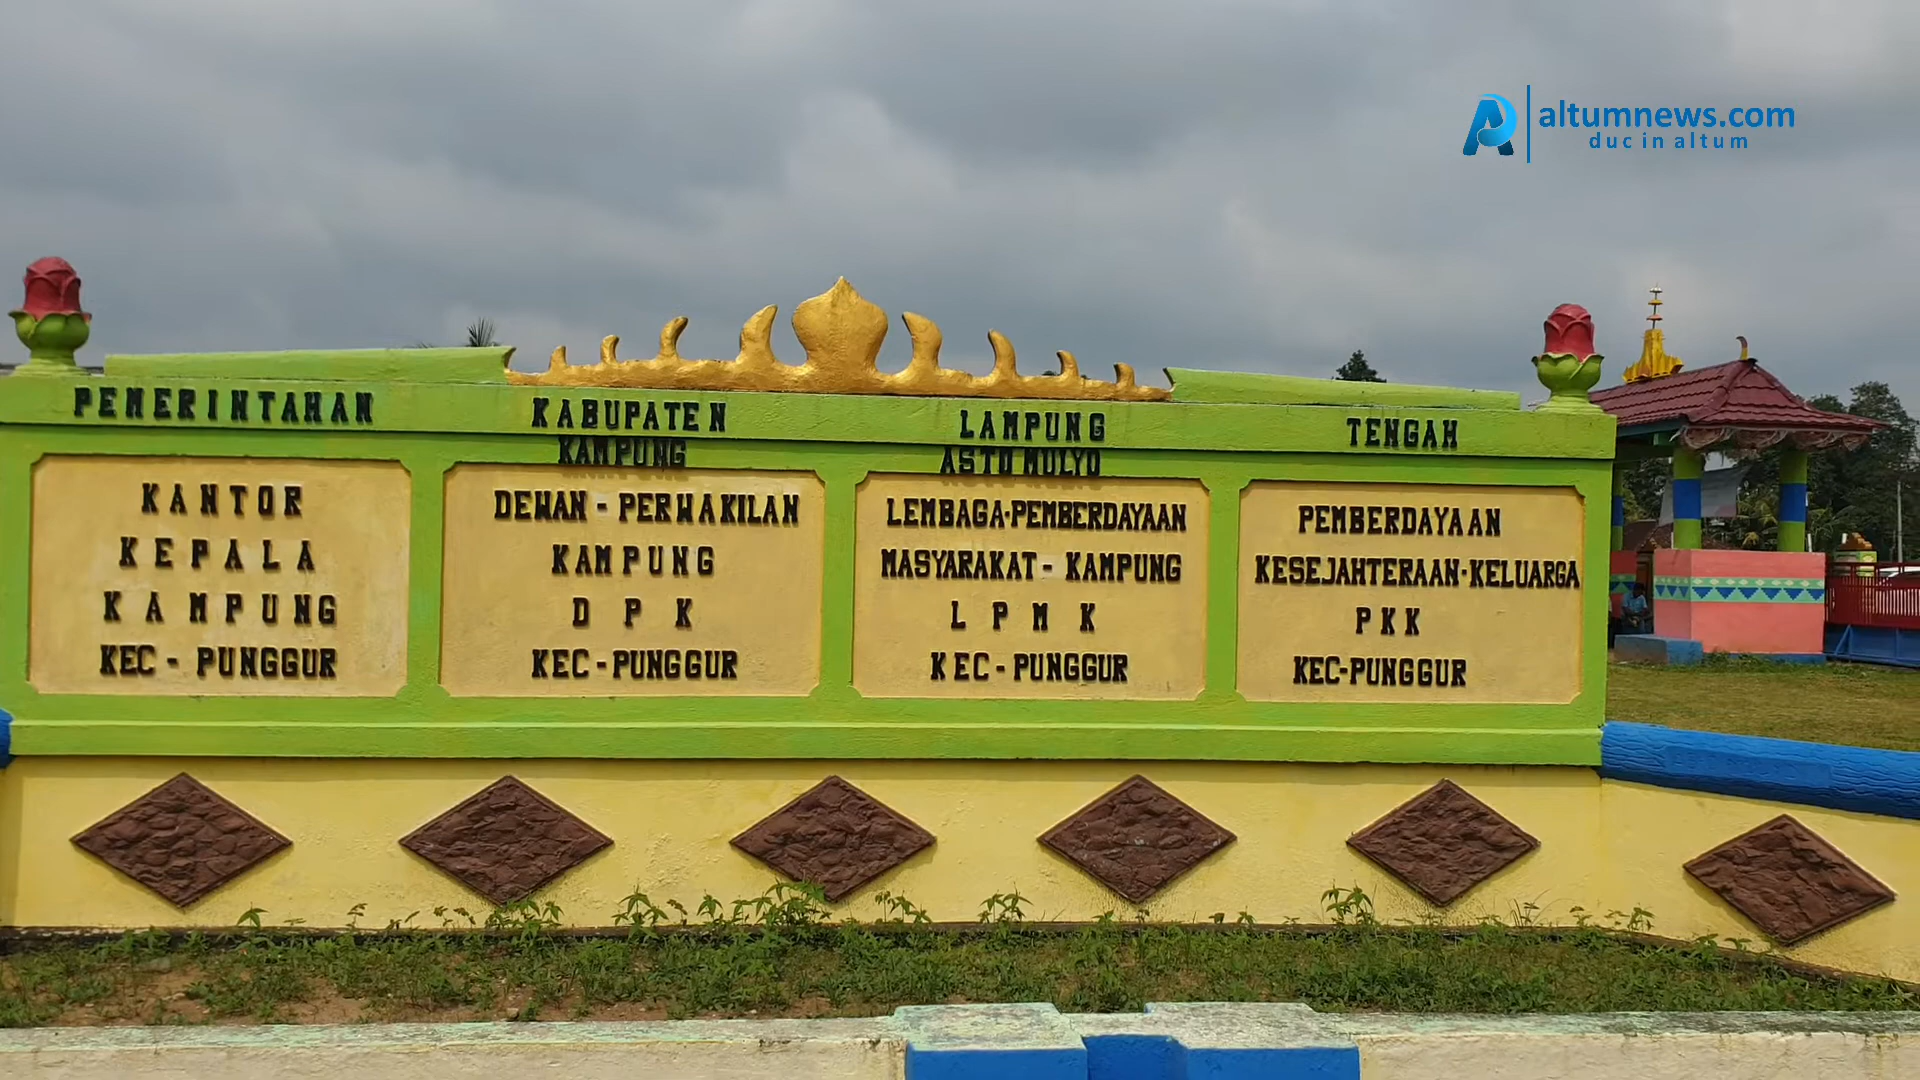 altumnews.com
duc in altum
PEMERINTAHAN KABUPATEN LAMPUNG TENGAH
KAMPUNG ASTO MULYO
KANTOR
KEPALA
KAMPUNG
KEC - PUNGGUR
DEWAN - PERWAKILAN
KAMPUNG
D P K
KEC - PUNGGUR
LEMBAGA-PEMBERDAYAAN
MASYARAKAT - KAMPUNG
L P M K
KEC - PUNGGUR
PEMBERDAYAAN
KESEJAHTERAAN-KELUARGA
PKK
KEC-PUNGGUR